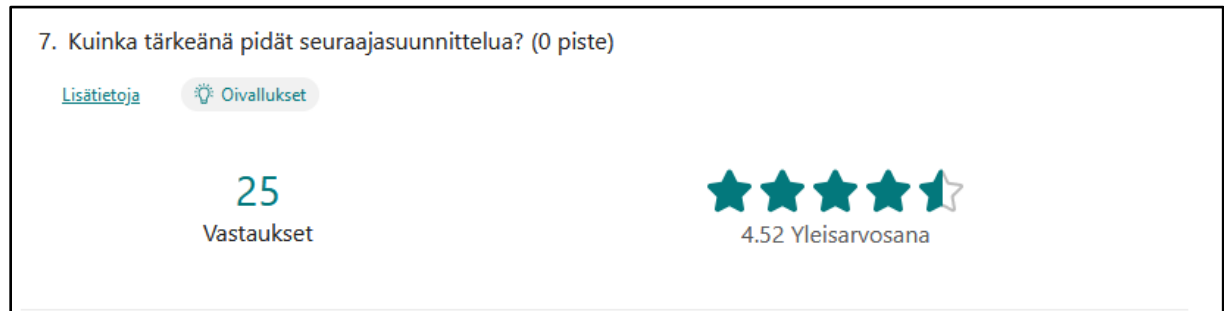 7. Kuinka tärkeänä pidät seuraajasuunnittelua? (0 piste)
Lisätietoja Oivallukset
25
Vastaukset
4.52 Yleisarvosana